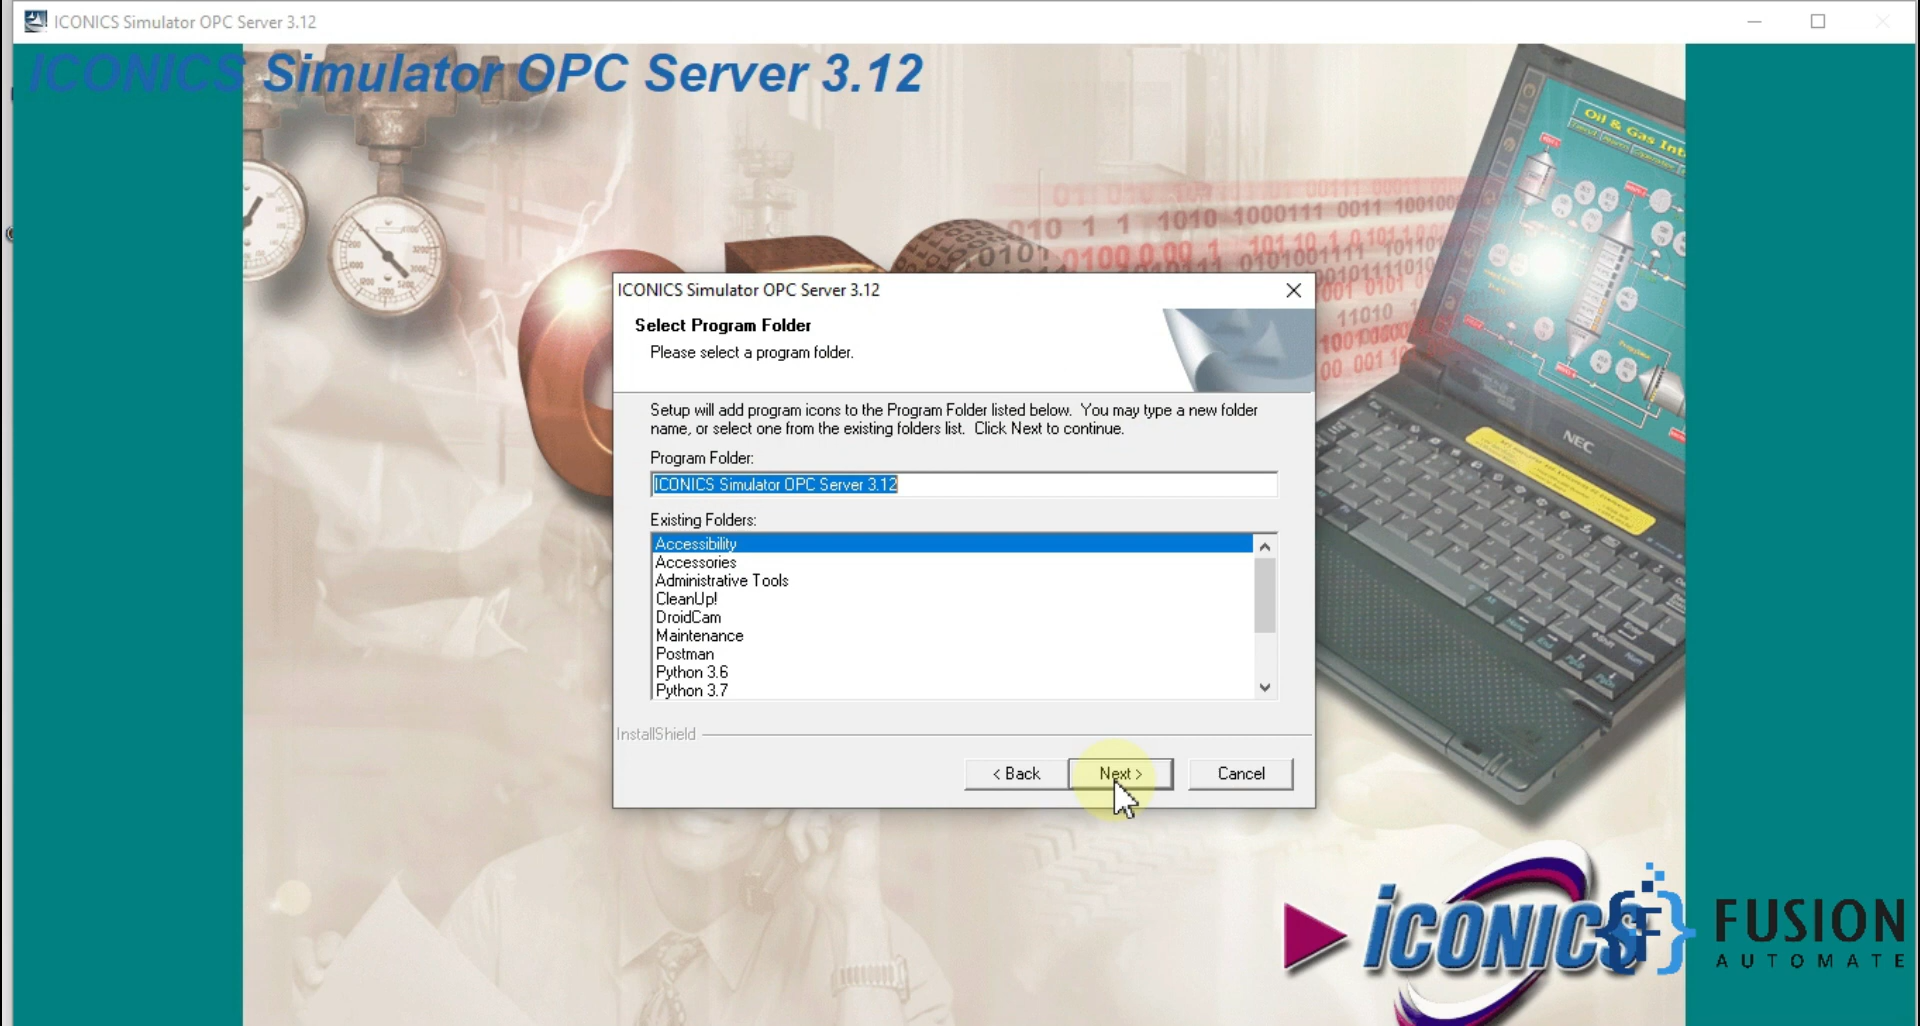 ICONICS Simulator OPC Server 3.12
ICONICS Simulator OPC Server 3.12
Oil & Gas Int
ICONICS Simulator OPC Server 3.12
Select Program Folder
Please select a program folder.
Setup will add program icons to the Program Folder listed below. You may type a new folder
name, or select one from the existing folders list. Click Next to continue.
Program Folder:
ICONICS Simulator OPC Server 3.12
Existing Folders:
Accessibility
Accessories
Administrative Tools
CleanUp!
DroidCam
Maintenance
Postman
Python 3.6
Python 3.7
InstallShield
< Back
Next >
Cancel
NEC
iCONICS
FUSION
AUTOMATE